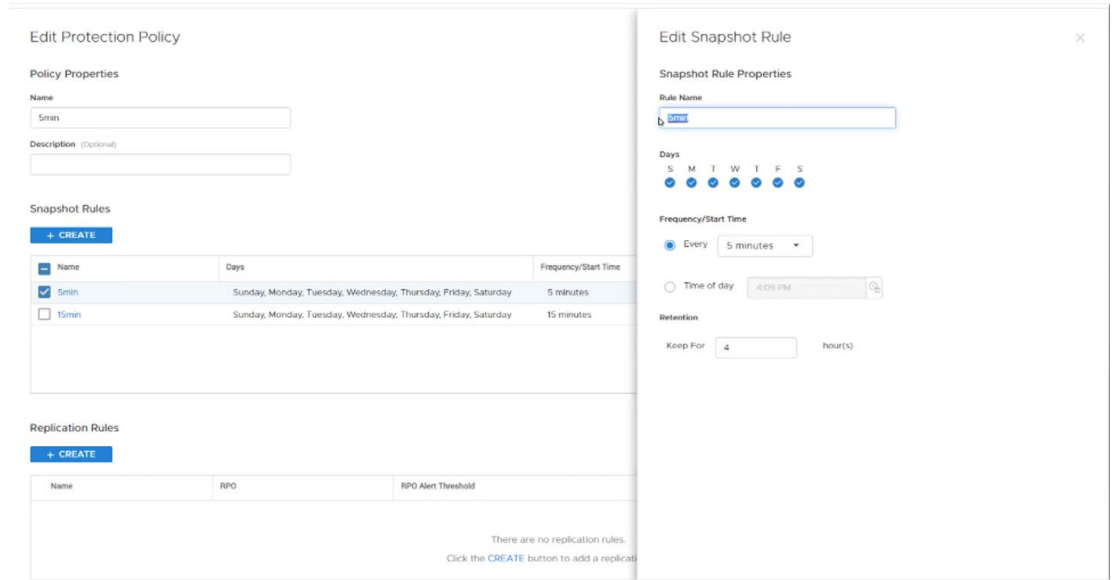 Edit Protection Policy
Policy Properties
Name
5min
Description (Optional)
Snapshot Rules
+ CREATE
Name Days Frequency/Start Time
5min Sunday, Monday, Tuesday, Wednesday, Thursday, Friday, Saturday 5 minutes
15min Sunday, Monday, Tuesday, Wednesday, Thursday, Friday, Saturday 15 minutes
Replication Rules
+ CREATE
Name RPO RPO Alert Threshold
There are no replication rules.
Click the CREATE button to add a replicati
Edit Snapshot Rule
×
Snapshot Rule Properties
Rule Name
5min
Days
S M T W T F S
Frequency/Start Time
Every 5 minutes
Time of day 4:09 PM
Retention
Keep For 4 hour(s)